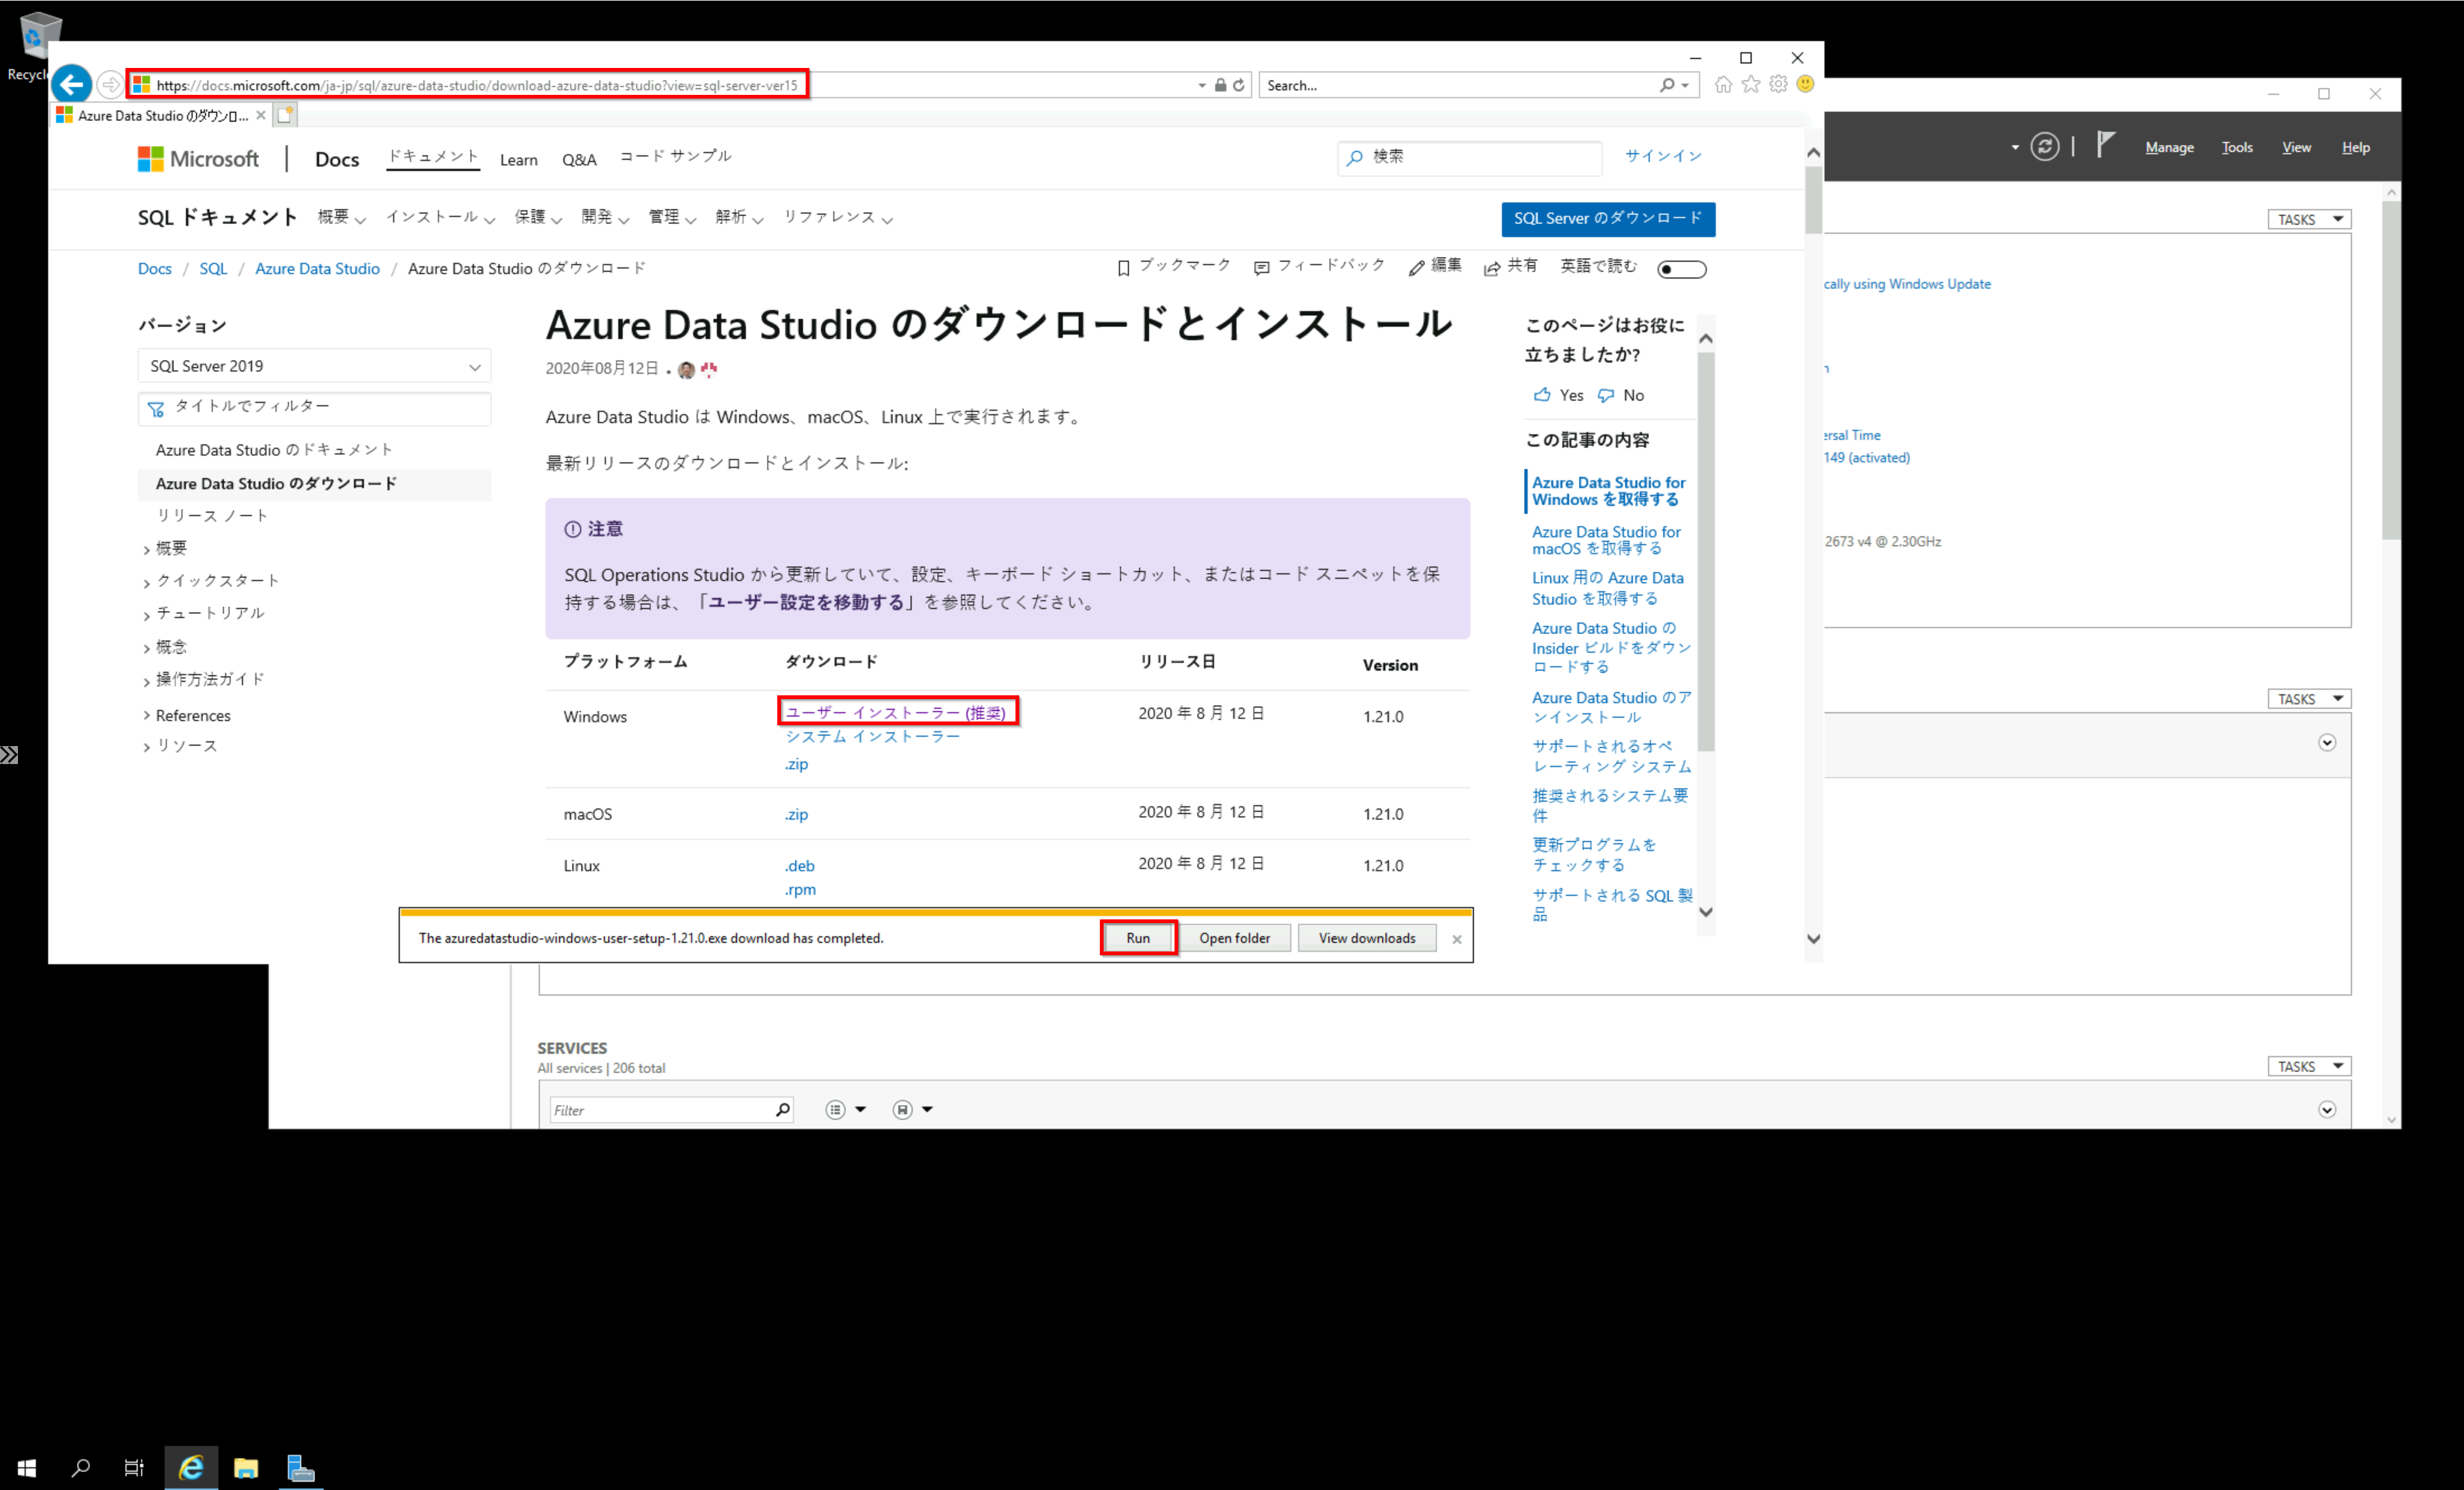 Recycl
https://docs.microsoft.com/ja-jp/sql/azure-data-studio/download-azure-data-studio?view=sql-server-ver15
Search...
Azure Data Studio のダウンロ...
Microsoft
Docs
ドキュメント
Learn
Q&A
コード サンプル
検索
サインイン
SQL ドキュメント
概要
インストール
保護
開発
管理
解析
リファレンス
SQL Server のダウンロード
Docs / SQL / Azure Data Studio / Azure Data Studio のダウンロード
ブックマーク
フィードバック
編集
共有
英語で読む
バージョン
SQL Server 2019
タイトルでフィルター
Azure Data Studio のドキュメント
Azure Data Studio のダウンロード
リリース ノート
概要
クイックスタート
チュートリアル
概念
操作方法ガイド
References
リソース
Azure Data Studio のダウンロードとインストール
2020年08月12日
Azure Data Studio は Windows、macOS、Linux 上で実行されます。
最新リリースのダウンロードとインストール:
注意
SQL Operations Studio から更新していて、設定、キーボード ショートカット、またはコード スニペットを保
持する場合は、「ユーザー設定を移動する」を参照してください。
プラットフォーム ダウンロード リリース日 Version
Windows ユーザー インストーラー (推奨) 2020 年 8 月 12 日 1.21.0
システム インストーラー
.zip
macOS .zip 2020 年 8 月 12 日 1.21.0
Linux .deb 2020 年 8 月 12 日 1.21.0
.rpm
このページはお役に
立ちましたか?
Yes
No
この記事の内容
Azure Data Studio for
Windows を取得する
Azure Data Studio for
macOS を取得する
Linux 用の Azure Data
Studio を取得する
Azure Data Studio の
Insider ビルドをダウン
ロードする
Azure Data Studio のア
ンインストール
サポートされるオペ
レーティング システム
推奨されるシステム要
件
更新プログラムを
チェックする
サポートされる SQL 製
品
The azuredatastudio-windows-user-setup-1.21.0.exe download has completed.
Run
Open folder
View downloads
Manage
Tools
View
Help
TASKS
cally using Windows Update
n
ersal Time
149 (activated)
2673 v4 @ 2.30GHz
TASKS
SERVICES
All services | 206 total
TASKS
Filter